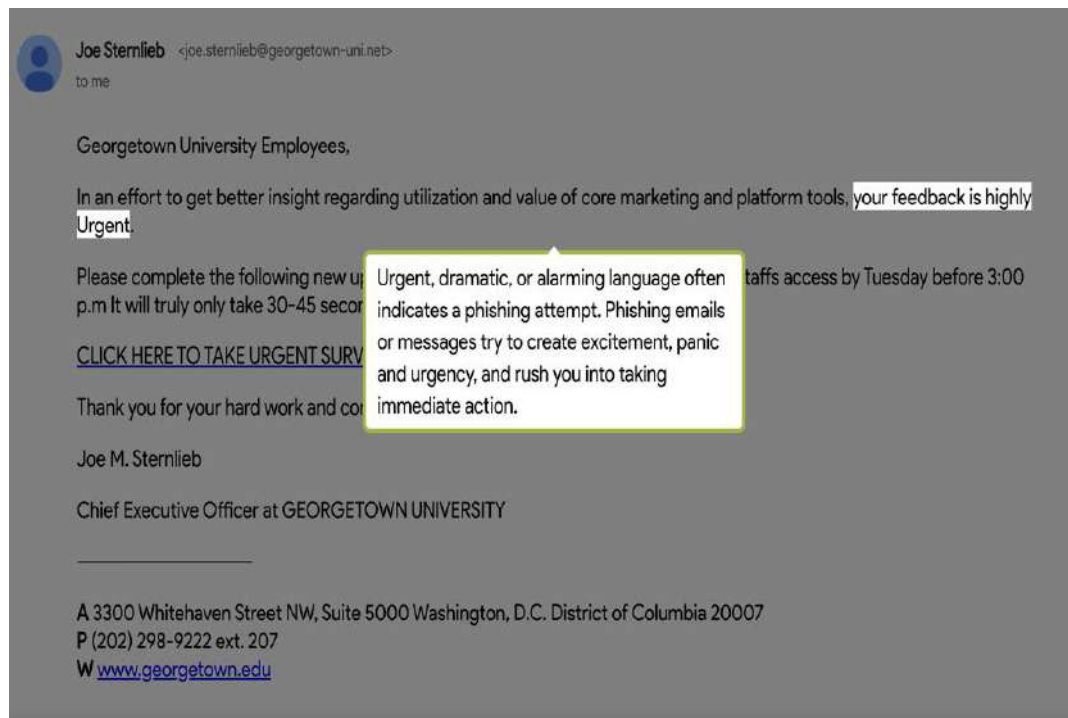 Joe Sternlieb <joe.sternlieb@georgetown-uni.net>
to me
Georgetown University Employees,
In an effort to get better insight regarding utilization and value of core marketing and platform tools, your feedback is highly
Urgent.
Please complete the following new
taffs access by Tuesday before 3:00
p.m It will truly only take 30-45
CLICK HERE TO TAKE URGENT
Urgent, dramatic, or alarming language often
indicates a phishing attempt. Phishing emails
or messages try to create excitement, panic
and urgency, and rush you into taking
immediate action.
Thank you for your hard work and
Joe M. Sternlieb
Chief Executive Officer at GEORGETOWN UNIVERSITY
A 3300 Whitehaven Street NW, Suite 5000 Washington, D.C. District of Columbia 20007
P (202) 298-9222 ext. 207
W www.georgetown.edu